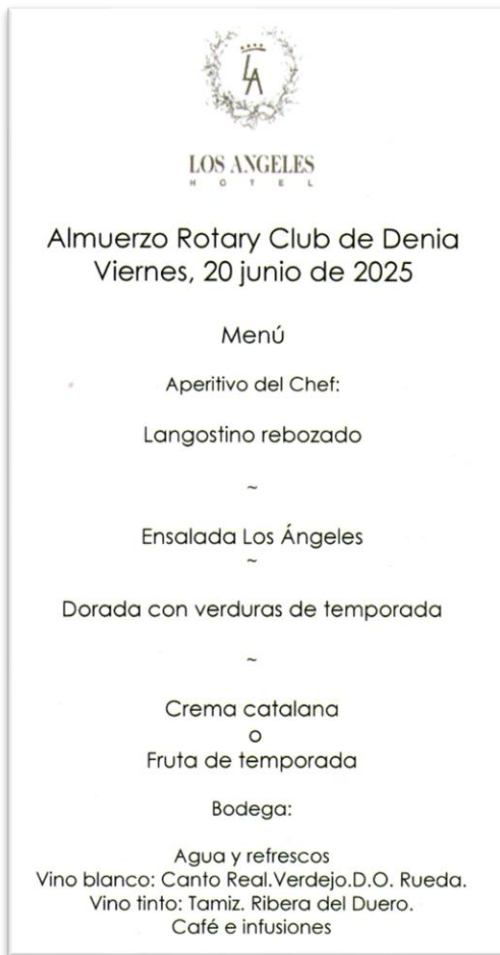 LA
LOS ANGELES
HOTEL
Almuerzo Rotary Club de Denia
Viernes, 20 junio de 2025
Menú
Aperitivo del Chef:
Langostino rebozado
~
Ensalada Los Ángeles
~
Dorada con verduras de temporada
~
Crema catalana
o
Fruta de temporada
Bodega:
Agua y refrescos
Vino blanco: Canto Real.Verdejo.D.O. Rueda.
Vino tinto: Tamiz. Ribera del Duero.
Café e infusiones